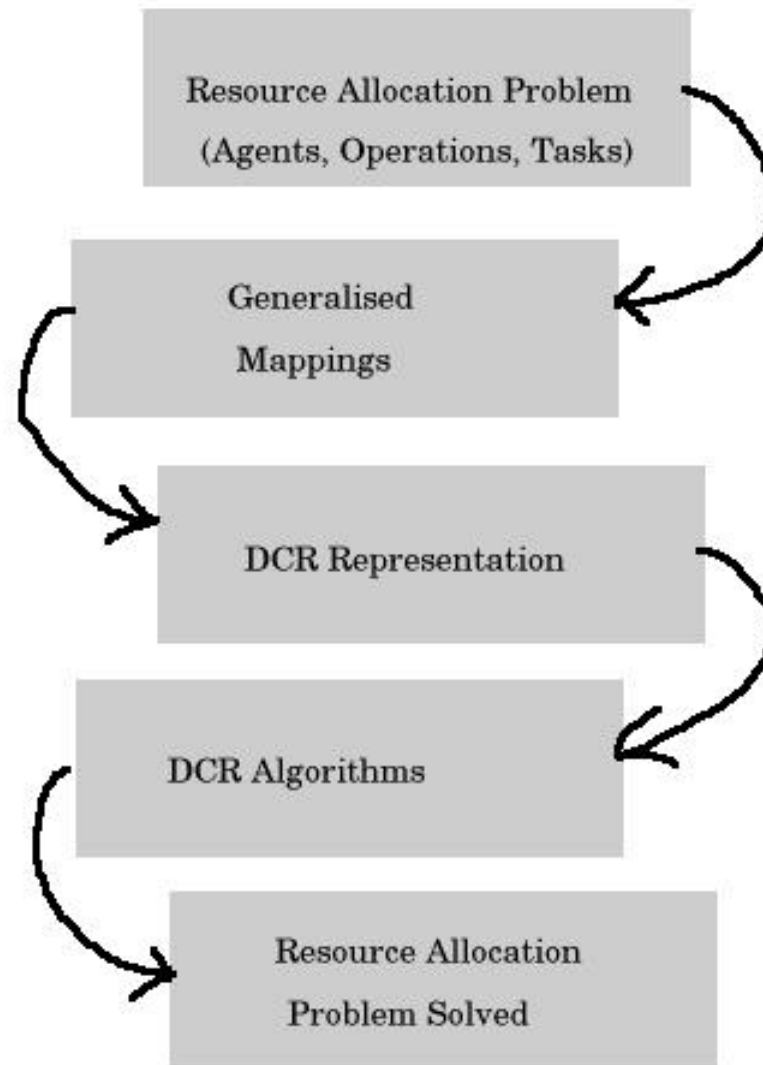 Resource Allocation Problem
(Agents, Operations, Tasks)
Generalised
Mappings
DCR Representation
DCR Algorithms
Resource Allocation
Problem Solved